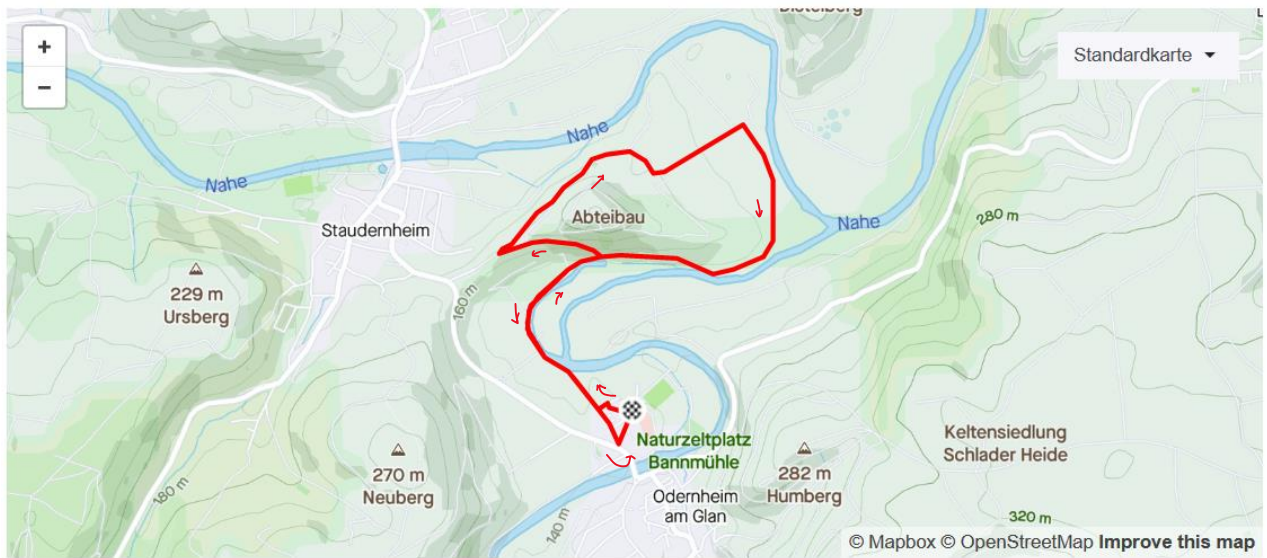 Disteiberg
+
−
Standardkarte
Nahe
Nahe
Abteibau
Nahe
280 m
Staudernheim
229 m
Ursberg
160 m
Naturzeltplatz
Bannmühle
Keltensiedlung
Schlader Heide
270 m
Neuberg
282 m
Humberg
180 m
Odernheim
am Glan
140 m
320 m
© Mapbox © OpenStreetMap Improve this map